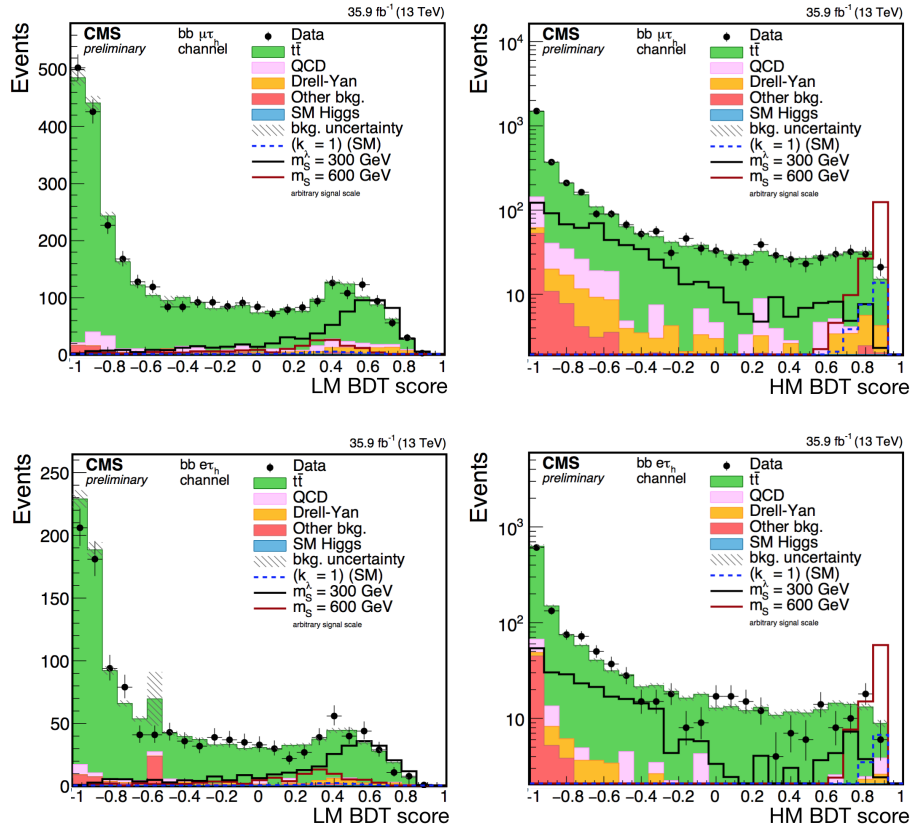 35.9 fb⁻¹ (13 TeV)
CMS
preliminary
bb μτh
channel
Data
tt̄
QCD
Drell-Yan
Other bkg.
SM Higgs
bkg. uncertainty
(kλ = 1) (SM)
mS = 300 GeV
mS = 600 GeV
arbitrary signal scale
Events
500
400
300
200
100
0
-1 -0.8 -0.6 -0.4 -0.2 0 0.2 0.4 0.6 0.8 1
LM BDT score
35.9 fb⁻¹ (13 TeV)
CMS
preliminary
bb μτh
channel
Data
tt̄
QCD
Drell-Yan
Other bkg.
SM Higgs
bkg. uncertainty
(kλ = 1) (SM)
mS = 300 GeV
mS = 600 GeV
arbitrary signal scale
Events
10⁴
10³
10²
10
-1 -0.8 -0.6 -0.4 -0.2 0 0.2 0.4 0.6 0.8 1
HM BDT score
35.9 fb⁻¹ (13 TeV)
CMS
preliminary
bb eτh
channel
Data
tt̄
QCD
Drell-Yan
Other bkg.
SM Higgs
bkg. uncertainty
(kλ = 1) (SM)
mS = 300 GeV
mS = 600 GeV
arbitrary signal scale
Events
250
200
150
100
50
0
-1 -0.8 -0.6 -0.4 -0.2 0 0.2 0.4 0.6 0.8 1
LM BDT score
35.9 fb⁻¹ (13 TeV)
CMS
preliminary
bb eτh
channel
Data
tt̄
QCD
Drell-Yan
Other bkg.
SM Higgs
bkg. uncertainty
(kλ = 1) (SM)
mS = 300 GeV
mS = 600 GeV
arbitrary signal scale
Events
10³
10²
10
-1 -0.8 -0.6 -0.4 -0.2 0 0.2 0.4 0.6 0.8 1
HM BDT score